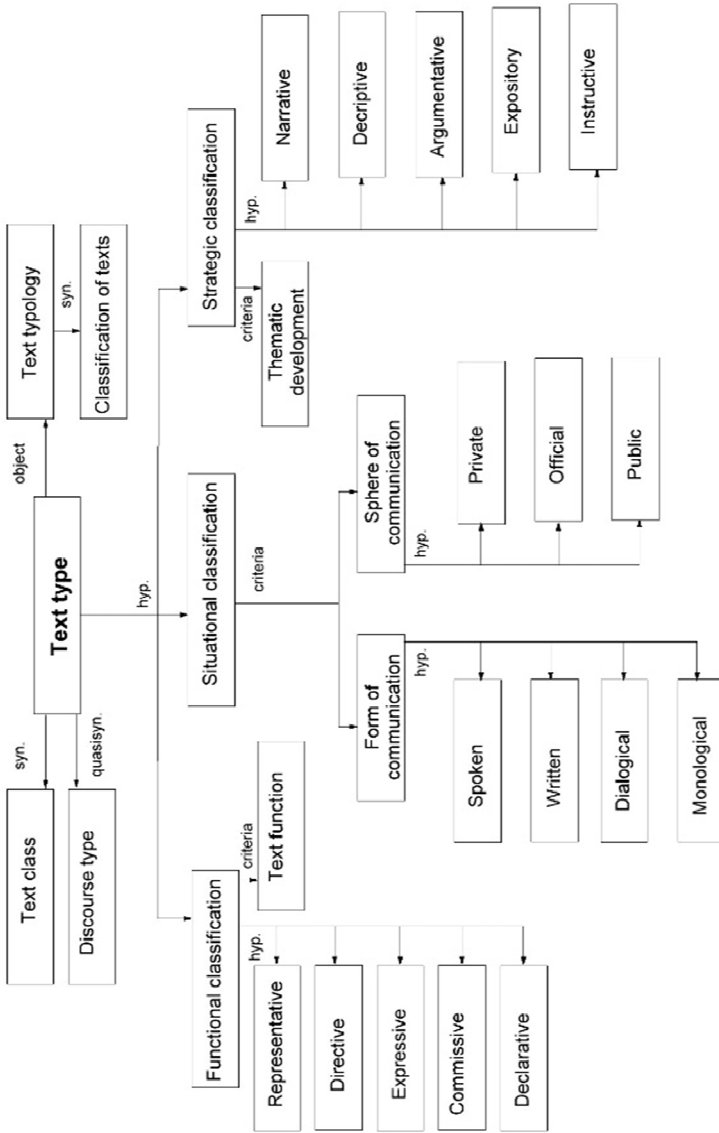 Text class
syn.
Text type
object
Text typology
syn.
Discourse type
quasisyn.
Classification of texts
hyp.
Functional classification
Situational classification
Strategic classification
criteria
Text function
hyp.
Representative
Directive
Expressive
Commissive
Declarative
criteria
Form of
communication
hyp.
Spoken
Written
Dialogical
Monological
Sphere of
communication
hyp.
Private
Official
Public
criteria
Thematic
development
hyp.
Narrative
Decriptive
Argumentative
Expository
Instructive